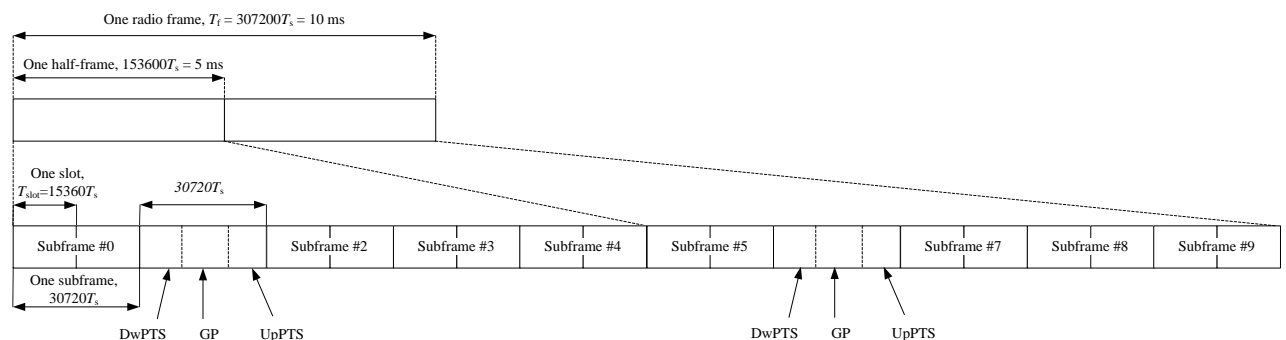 One radio frame, Tf = 307200Ts = 10 ms
One half-frame, 153600Ts = 5 ms
One slot,
Tslot=15360Ts
30720Ts
Subframe #0
Subframe #2
Subframe #3
Subframe #4
Subframe #5
Subframe #7
Subframe #8
Subframe #9
One subframe,
30720Ts
DwPTS
GP
UpPTS
DwPTS
GP
UpPTS